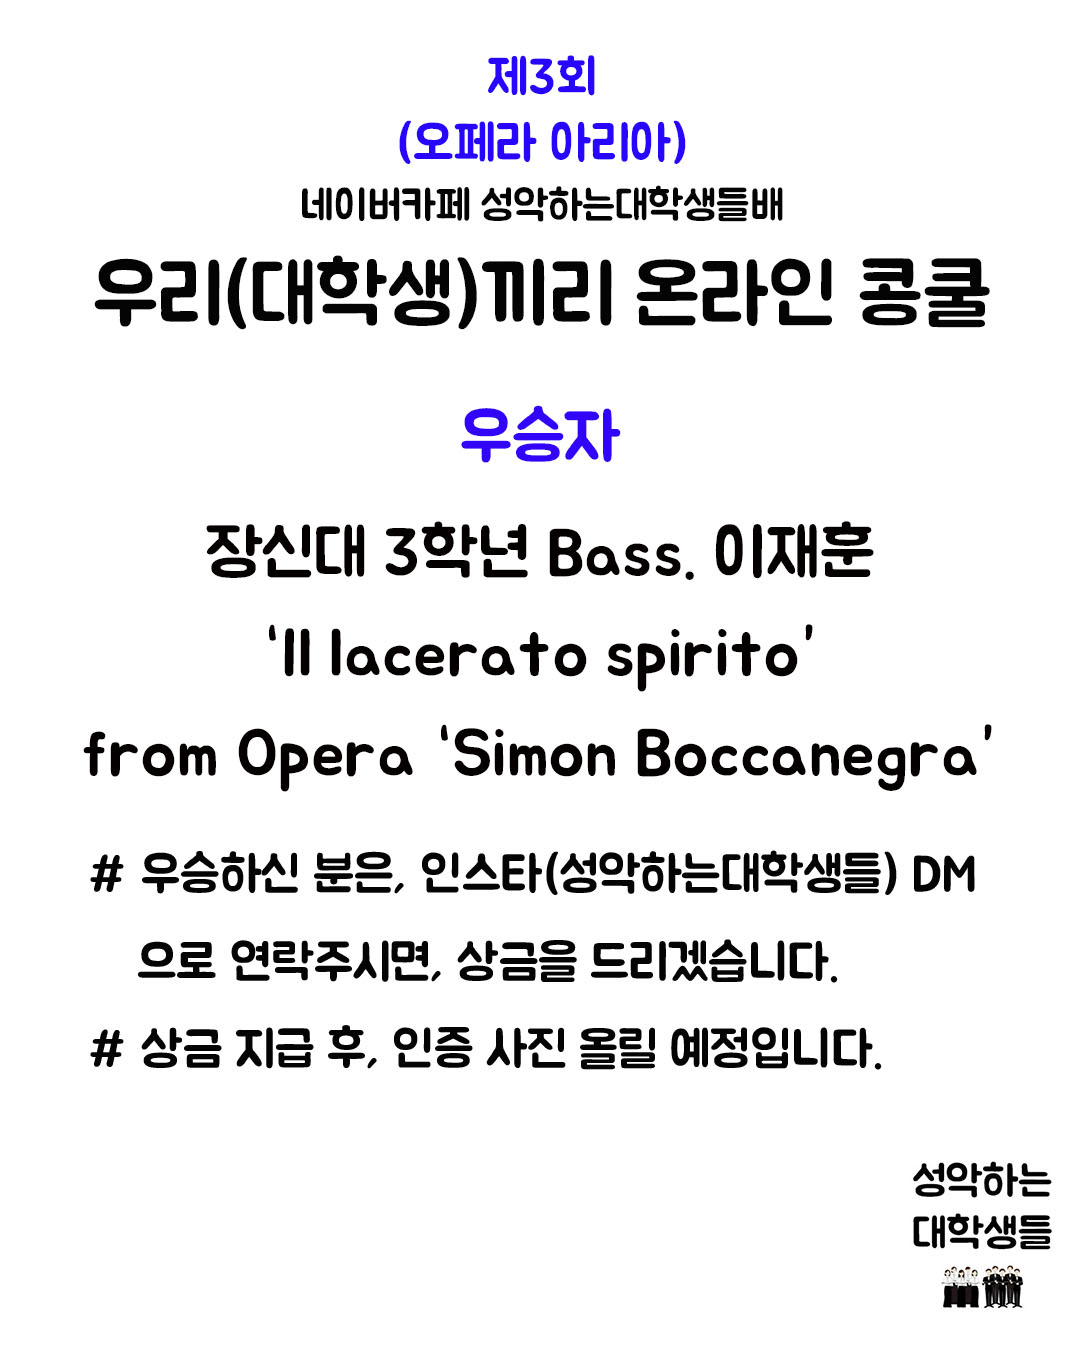 제3회
(오페라 아리아)
네이버카페 성악하는대학생들배
우리(대학생)끼리 온라인 콩쿨
우승자
장신대 3학년 Bass. 이재훈
‘Il lacerato spirito’
from Opera ‘Simon Boccanegra’
# 우승하신 분은, 인스타(성악하는대학생들) DM
으로 연락주시면, 상금을 드리겠습니다.
# 상금 지급 후, 인증 사진 올릴 예정입니다.
성악하는
대학생들